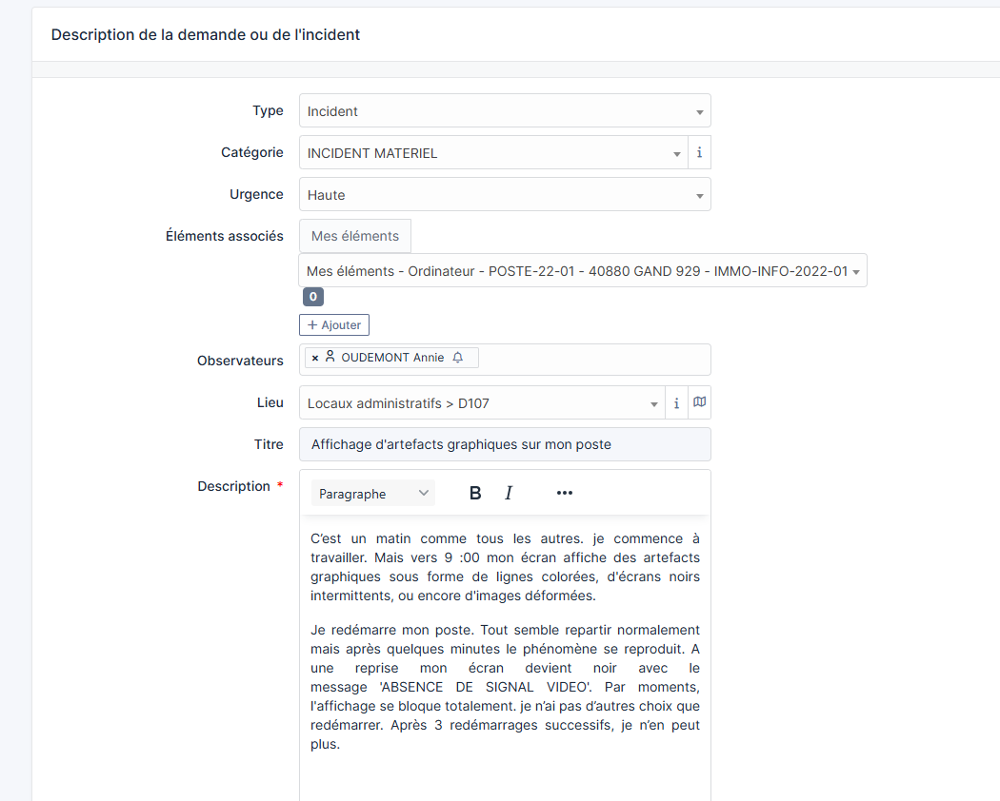 Description de la demande ou de l'incident
Type
Incident
Catégorie
INCIDENT MATERIEL
i
Urgence
Haute
Éléments associés
Mes éléments
Mes éléments - Ordinateur - POSTE-22-01 - 40880 GAND 929 - IMMO-INFO-2022-01
0
+ Ajouter
Observateurs
× OUDEMONT Annie
Lieu
Locaux administratifs > D107
i
Titre
Affichage d'artefacts graphiques sur mon poste
Description *
Paragraphe
B I •••
C’est un matin comme tous les autres. je commence à
travailler. Mais vers 9 :00 mon écran affiche des artefacts
graphiques sous forme de lignes colorées, d'écrans noirs
intermittents, ou encore d'images déformées.
Je redémarre mon poste. Tout semble repartir normalement
mais après quelques minutes le phénomène se reproduit. A
une reprise mon écran devient noir avec le
message 'ABSENCE DE SIGNAL VIDEO'. Par moments,
l'affichage se bloque totalement. je n’ai pas d’autres choix que
redémarrer. Après 3 redémarrages successifs, je n’en peut
plus.